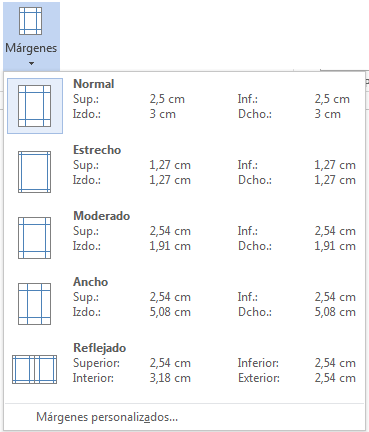 Márgenes
Normal
Sup.: 2,5 cm Inf.: 2,5 cm
Izdo.: 3 cm Dcho.: 3 cm
Estrecho
Sup.: 1,27 cm Inf.: 1,27 cm
Izdo.: 1,27 cm Dcho.: 1,27 cm
Moderado
Sup.: 2,54 cm Inf.: 2,54 cm
Izdo.: 1,91 cm Dcho.: 1,91 cm
Ancho
Sup.: 2,54 cm Inf.: 2,54 cm
Izdo.: 5,08 cm Dcho.: 5,08 cm
Reflejado
Superior: 2,54 cm Inferior: 2,54 cm
Interior: 3,18 cm Exterior: 2,54 cm
Márgenes personalizados...